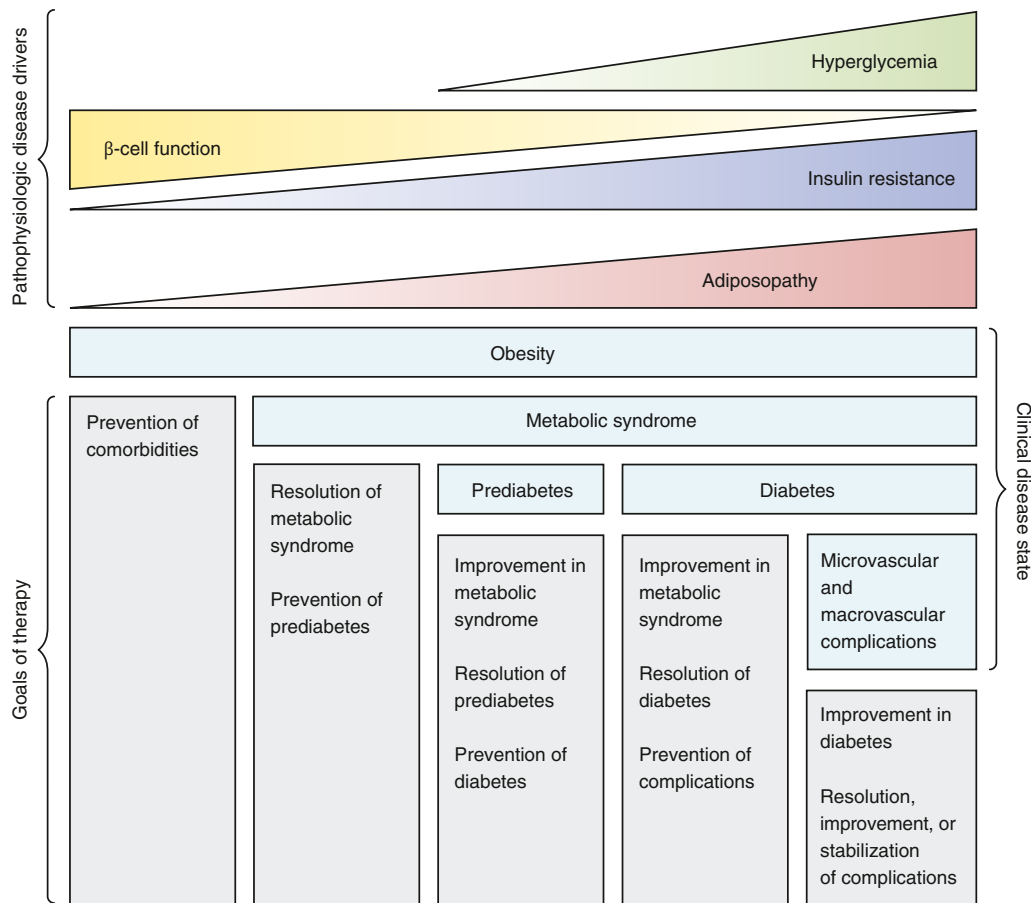 Pathophysiologic disease drivers
Hyperglycemia
β-cell function
Insulin resistance
Adiposopathy
Obesity
Clinical disease state
Goals of therapy
Prevention of
comorbidities
Metabolic syndrome
Resolution of
metabolic
syndrome
Prevention of
prediabetes
Prediabetes
Improvement in
metabolic
syndrome
Resolution of
prediabetes
Prevention of
diabetes
Diabetes
Improvement in
metabolic
syndrome
Resolution of
diabetes
Prevention of
complications
Microvascular
and
macrovascular
complications
Improvement in
diabetes
Resolution,
improvement, or
stabilization
of complications